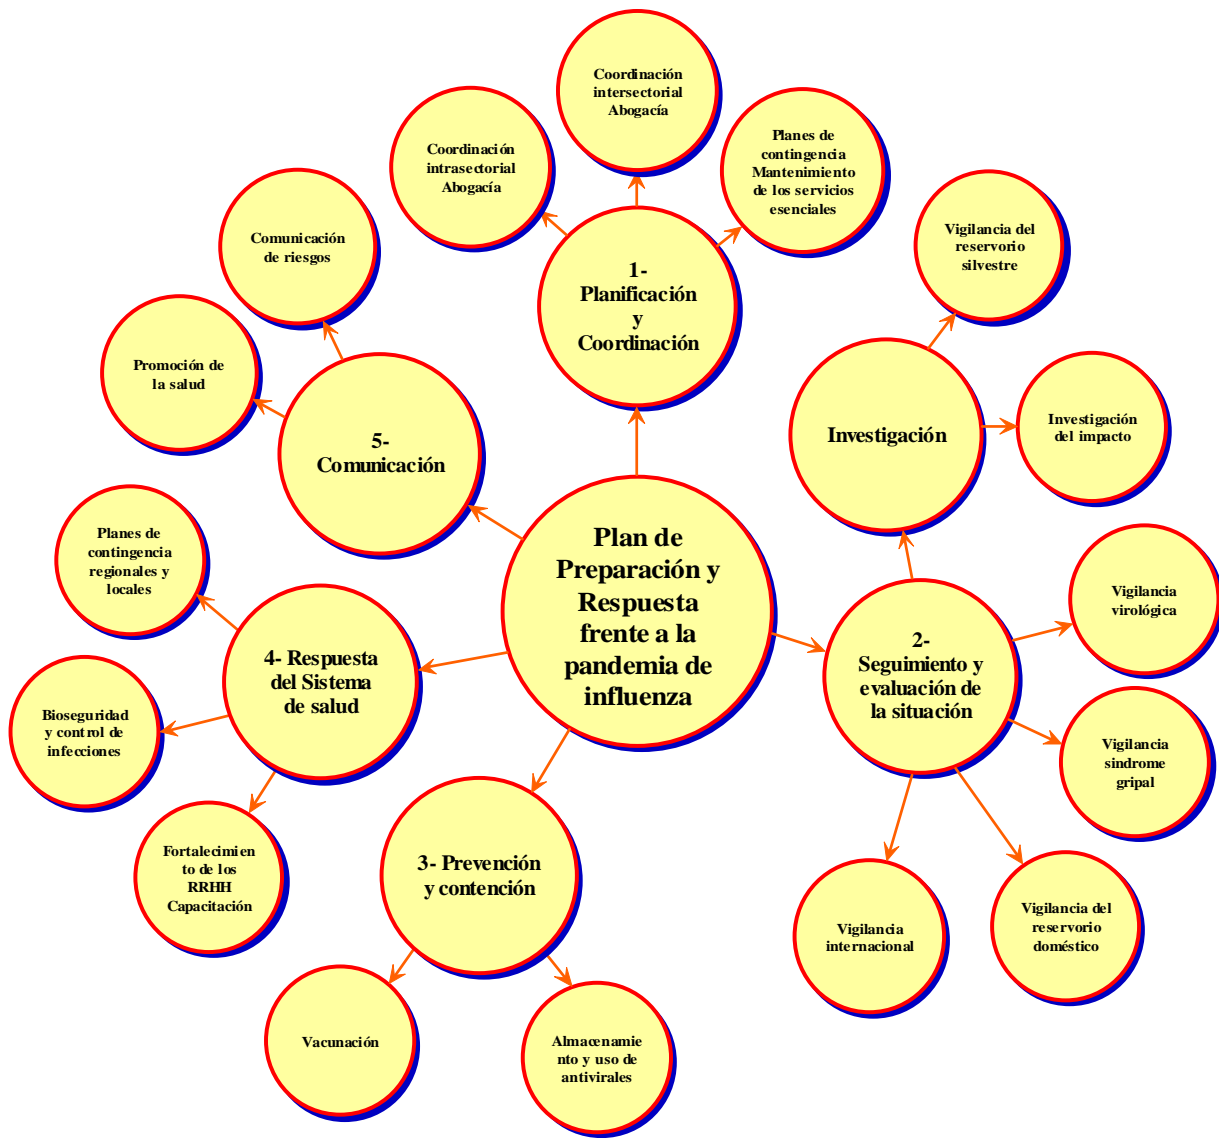 Coordinación
intersectorial
Abogacía
Coordinación
intrasectorial
Abogacía
Planes de
contingencia
Mantenimiento
de los servicios
esenciales
1-
Planificación
y
Coordinación
Comunicación
de riesgos
Promoción de
la salud
5-
Comunicación
Vigilancia del
reservorio
silvestre
Investigación
Investigación
del impacto
Plan de
Preparación y
Respuesta
frente a la
pandemia de
influenza
Planes de
contingencia
regionales y
locales
4- Respuesta
del Sistema
de salud
Bioseguridad
y control de
infecciones
Fortalecimien
to de los
RRHH
Capacitación
2-
Seguimiento y
evaluación de
la situación
Vigilancia
virológica
Vigilancia
sindrome
gripal
Vigilancia del
reservorio
doméstico
Vigilancia
internacional
3- Prevención
y contención
Vacunación
Almacenamie
nto y uso de
antivirales